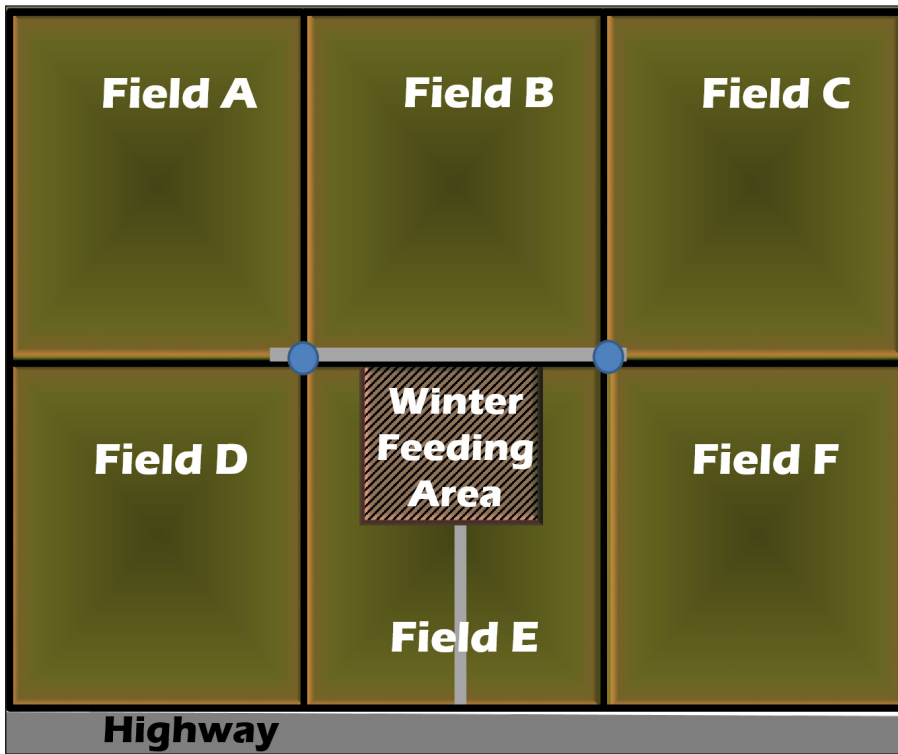 Field A
Field B
Field C
Winter
Feeding
Area
Field D
Field F
Field E
Highway